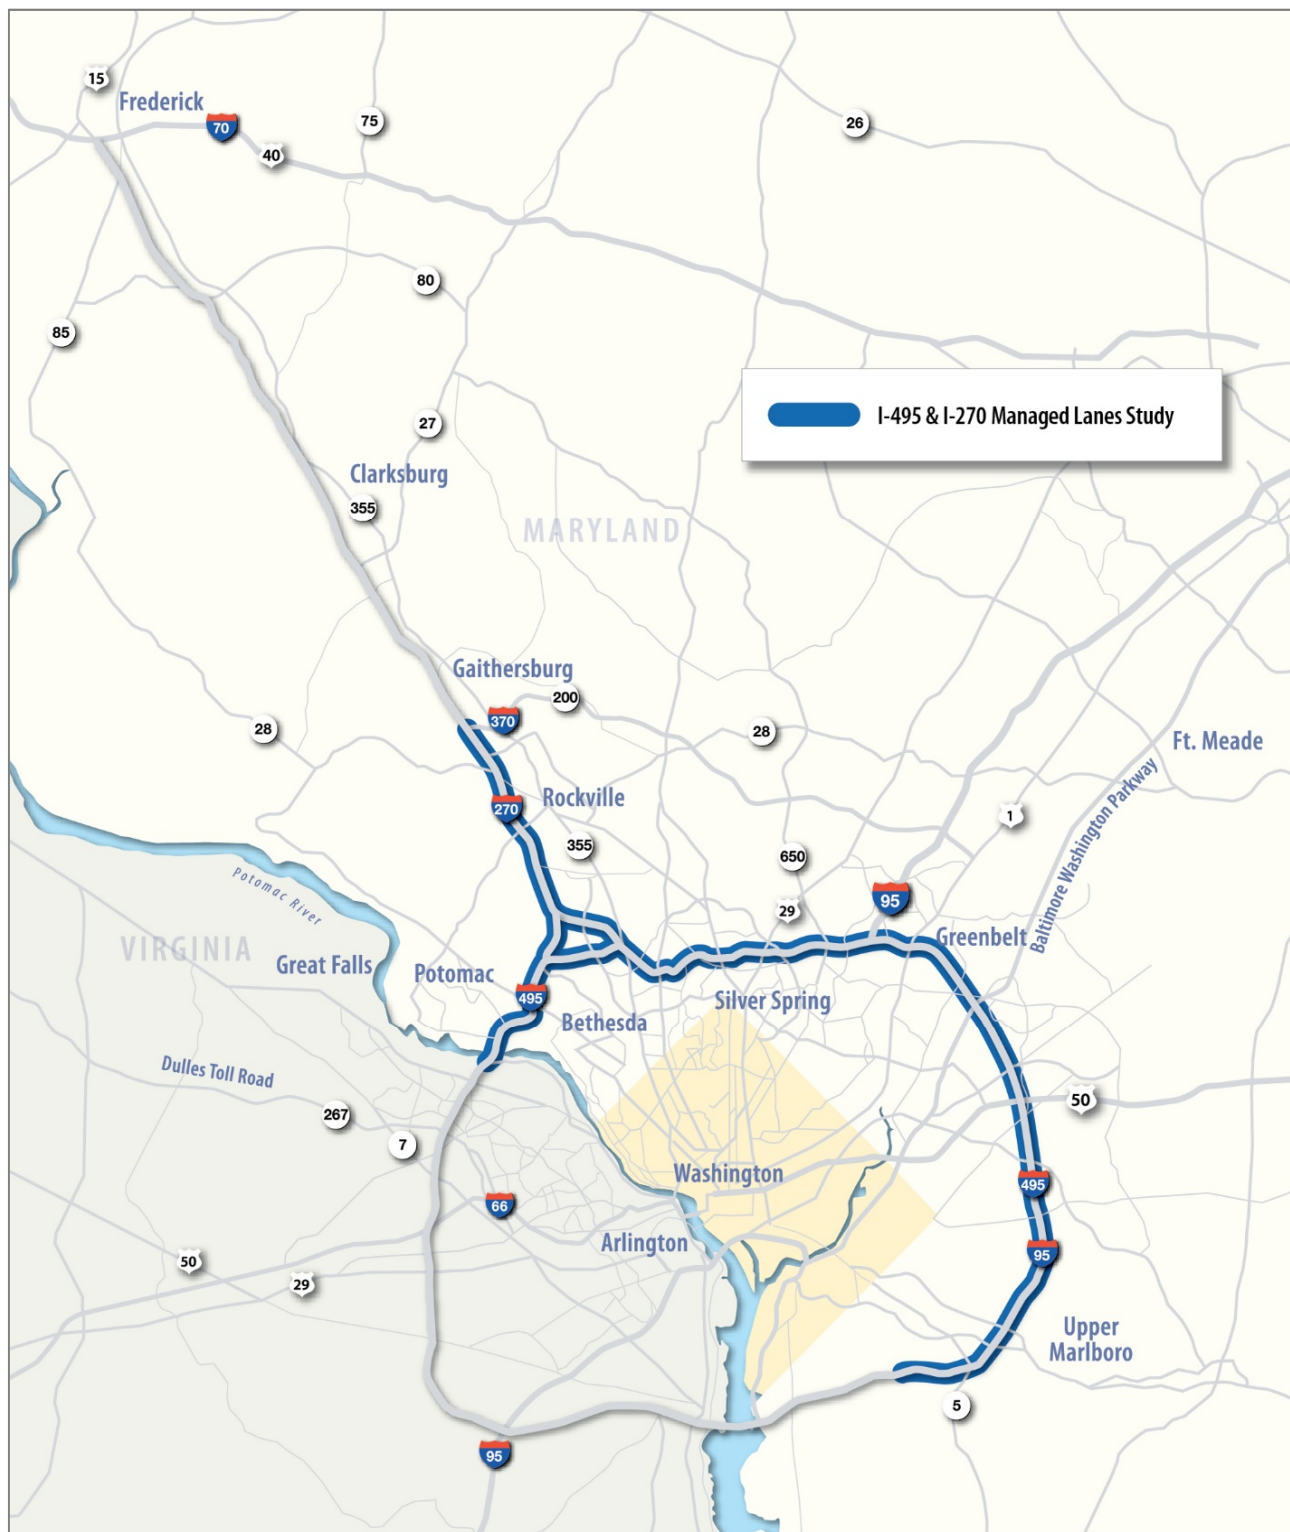 15
Frederick
70
75
26
40
80
85
I-495 & I-270 Managed Lanes Study
27
Clarksburg
355
MARYLAND
Gaithersburg
200
370
28
28
Ft. Meade
270
Rockville
1
355
650
Baltimore Washington Parkway
Potomac River
95
29
VIRGINIA
Greenbelt
Great Falls
Potomac
495
Silver Spring
Bethesda
Dulles Toll Road
50
267
7
Washington
495
66
Arlington
95
50
29
Upper
Marlboro
5
95